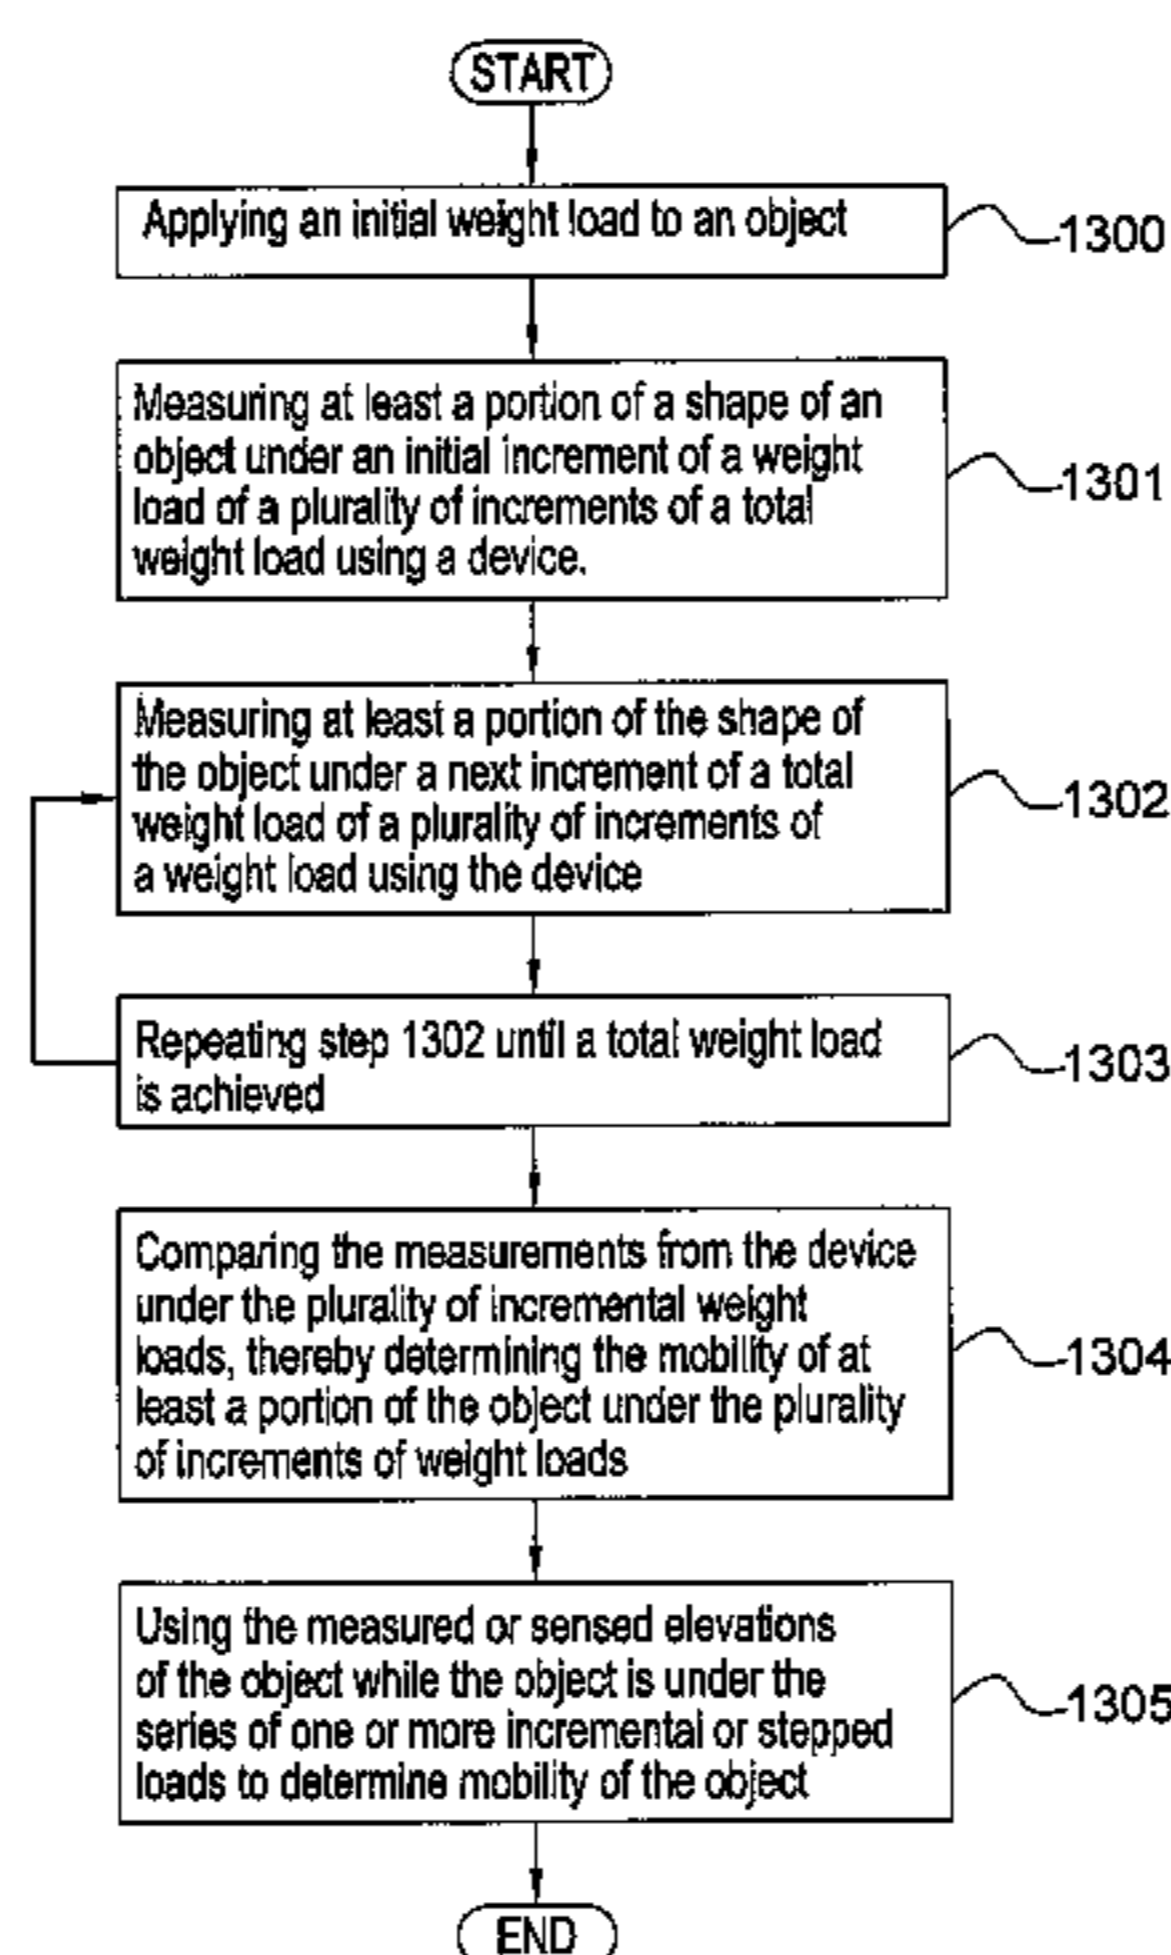 START
Applying an initial weight load to an object
1300
Measuring at least a portion of a shape of an
object under an initial increment of a weight
load of a plurality of increments of a total
weight load using a device.
1301
Measuring at least a portion of the shape of
the object under a next increment of a total
weight load of a plurality of increments of
a weight load using the device
1302
Repeating step 1302 until a total weight load
is achieved
1303
Comparing the measurements from the device
under the plurality of incremental weight
loads, thereby determining the mobility of at
least a portion of the object under the plurality
of increments of weight loads
1304
Using the measured or sensed elevations
of the object while the object is under the
series of one or more incremental or stepped
loads to determine mobility of the object
1305
END